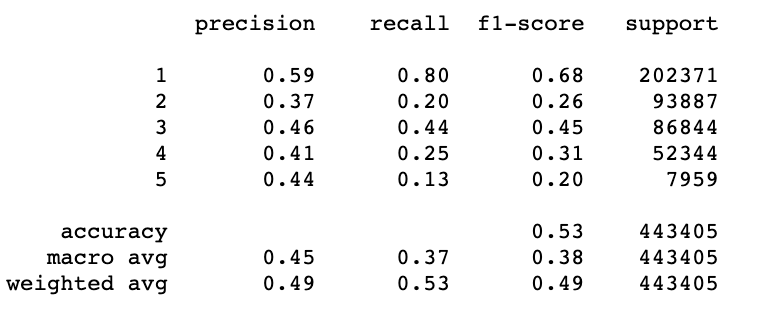 precision recall f1-score support
1 0.59 0.80 0.68 202371
2 0.37 0.20 0.26 93887
3 0.46 0.44 0.45 86844
4 0.41 0.25 0.31 52344
5 0.44 0.13 0.20 7959
accuracy 0.53 443405
macro avg 0.45 0.37 0.38 443405
weighted avg 0.49 0.53 0.49 443405